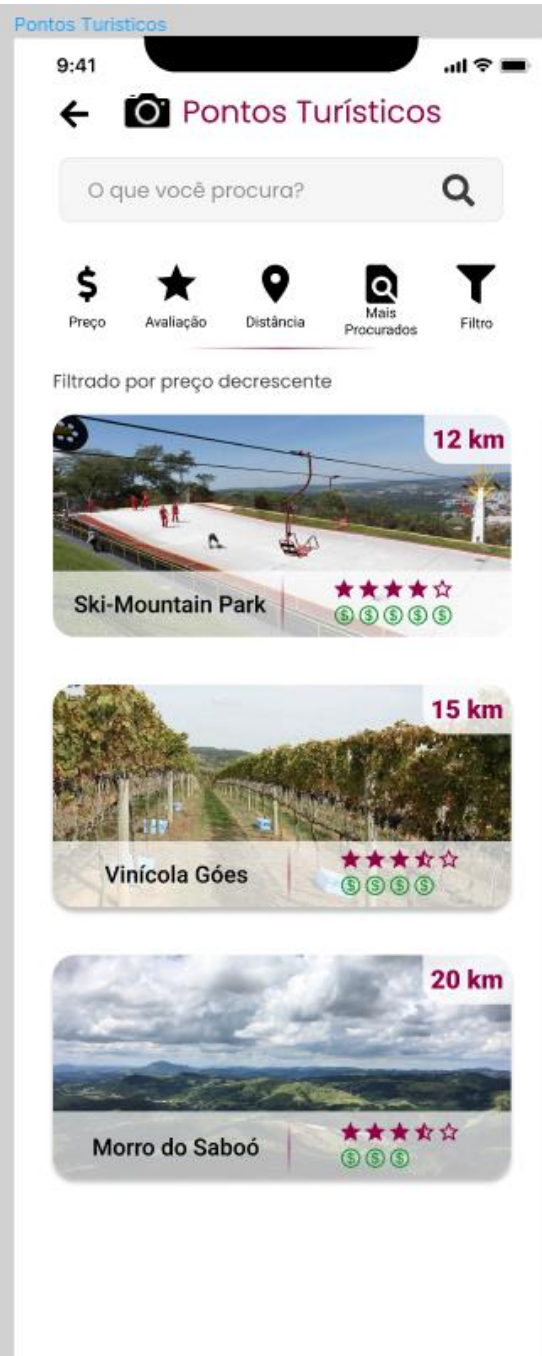 Pontos Turisticos
9:41
Pontos Turísticos
O que você procura?
Preço
Avaliação
Distância
Mais
Procurados
Filtro
Filtrado por preço decrescente
12 km
Ski-Mountain Park
15 km
Vinícola Góes
20 km
Morro do Saboó